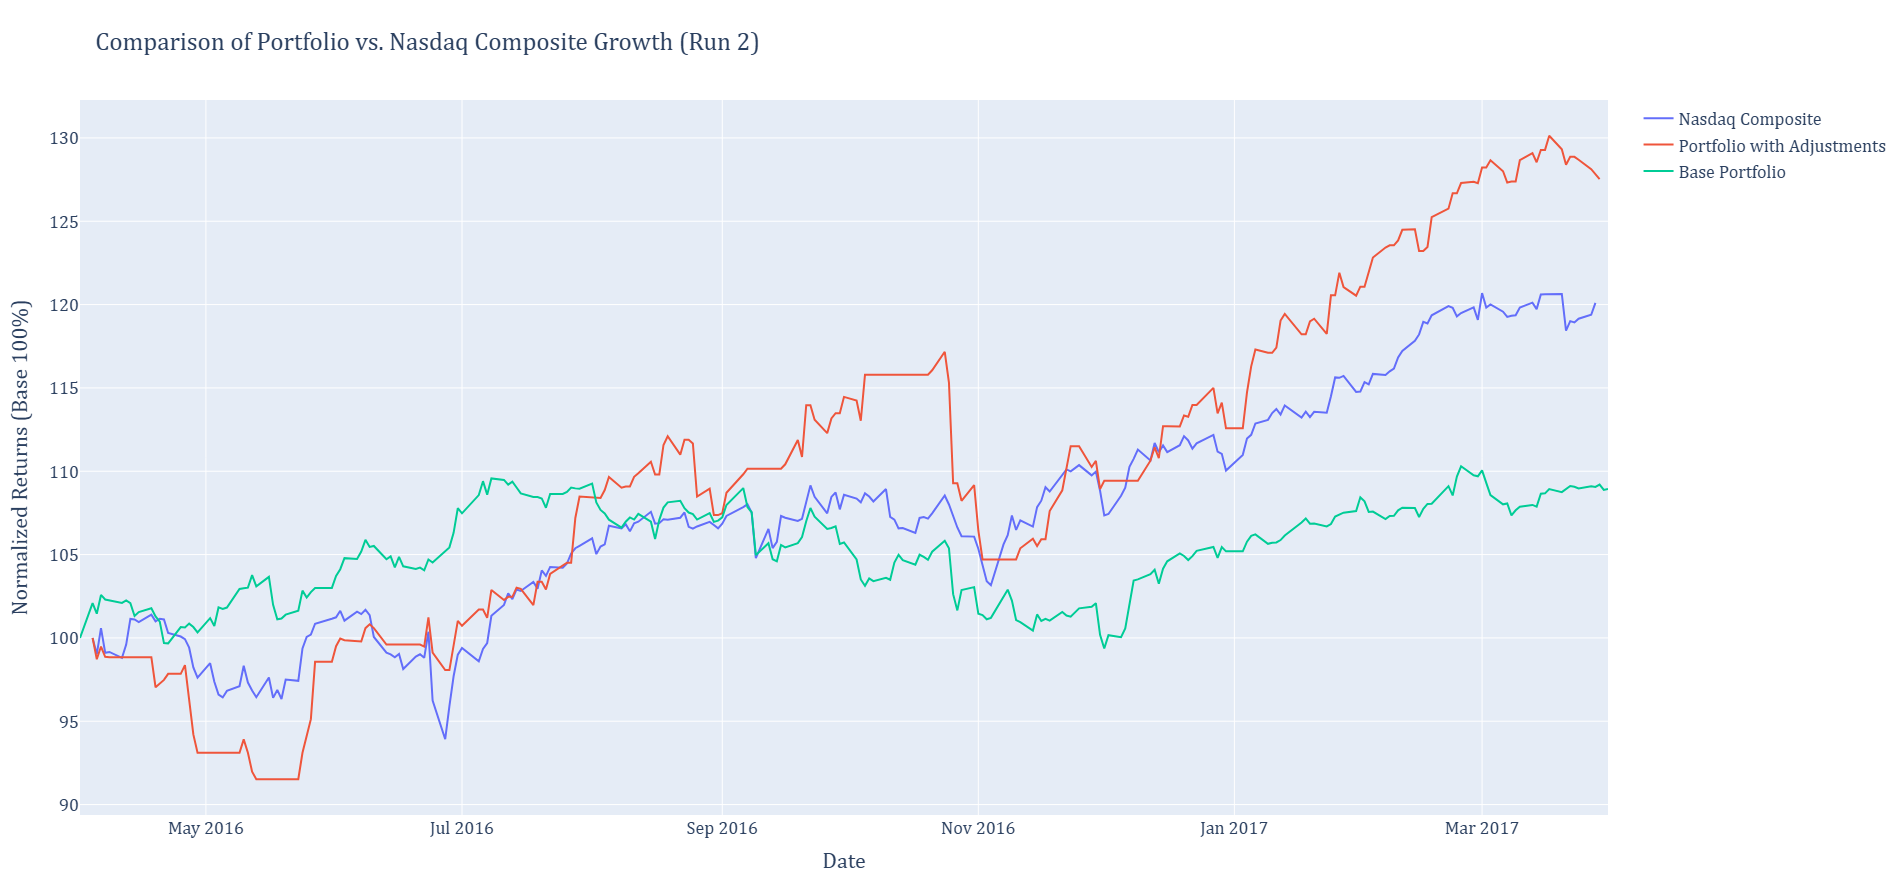 Comparison of Portfolio vs. Nasdaq Composite Growth (Run 2)
Nasdaq Composite
Portfolio with Adjustments
Base Portfolio
Normalized Returns (Base 100%)
130
125
120
115
110
105
100
95
90
May 2016
Jul 2016
Sep 2016
Nov 2016
Jan 2017
Mar 2017
Date